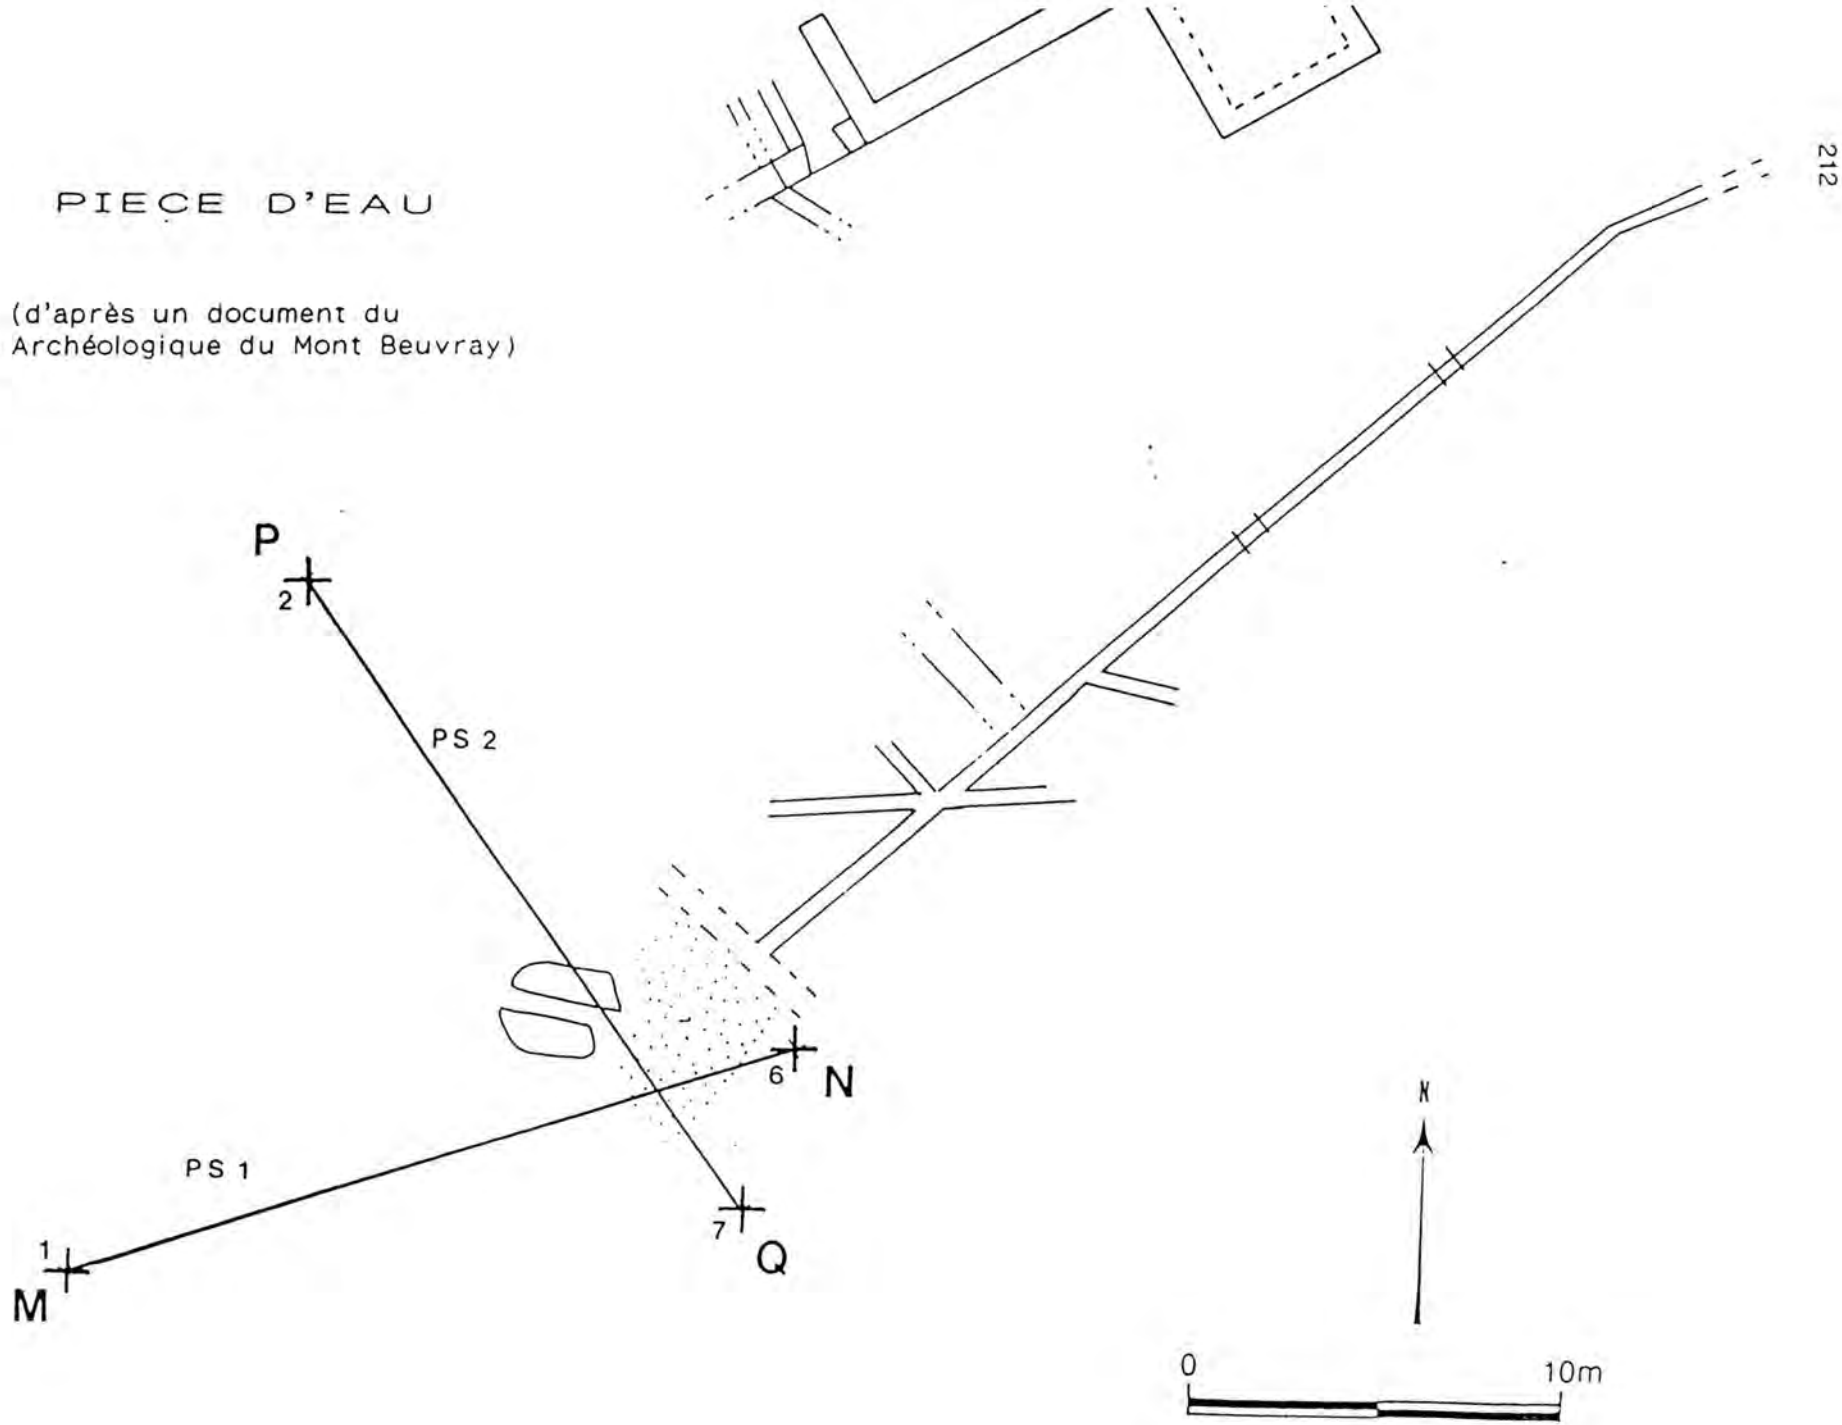 212
PIECE D'EAU
(d'après un document du
Archéologique du Mont Beuvray)
P
2
PS 2
6
N
PS 1
1
M
7
Q
N
0
10m